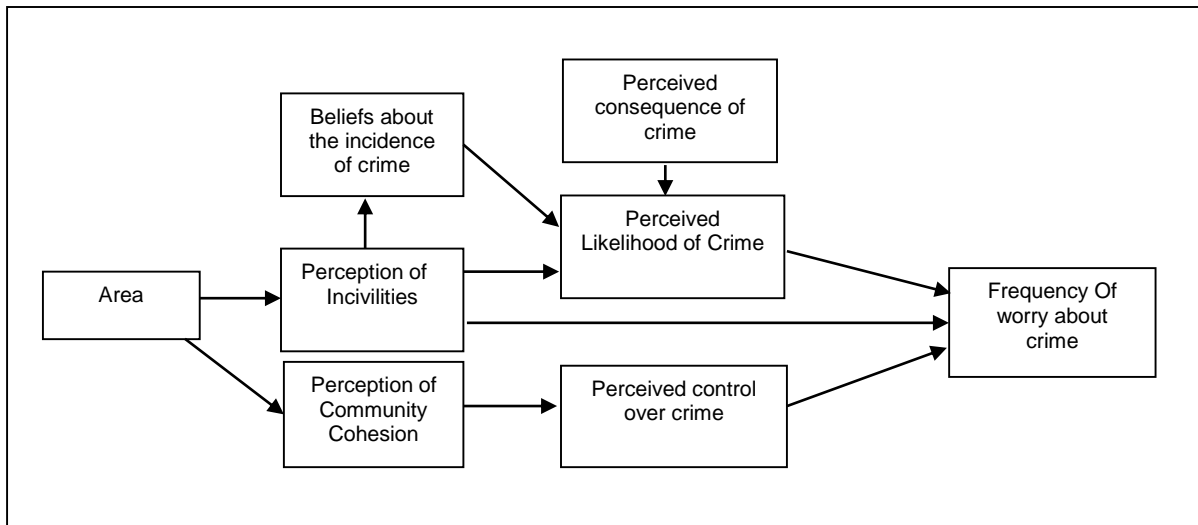 Perceived
consequence of
crime
Beliefs about
the incidence
of crime
Perceived
Likelihood of Crime
Area
Perception of
Incivilities
Frequency Of
worry about
crime
Perception of
Community
Cohesion
Perceived control
over crime